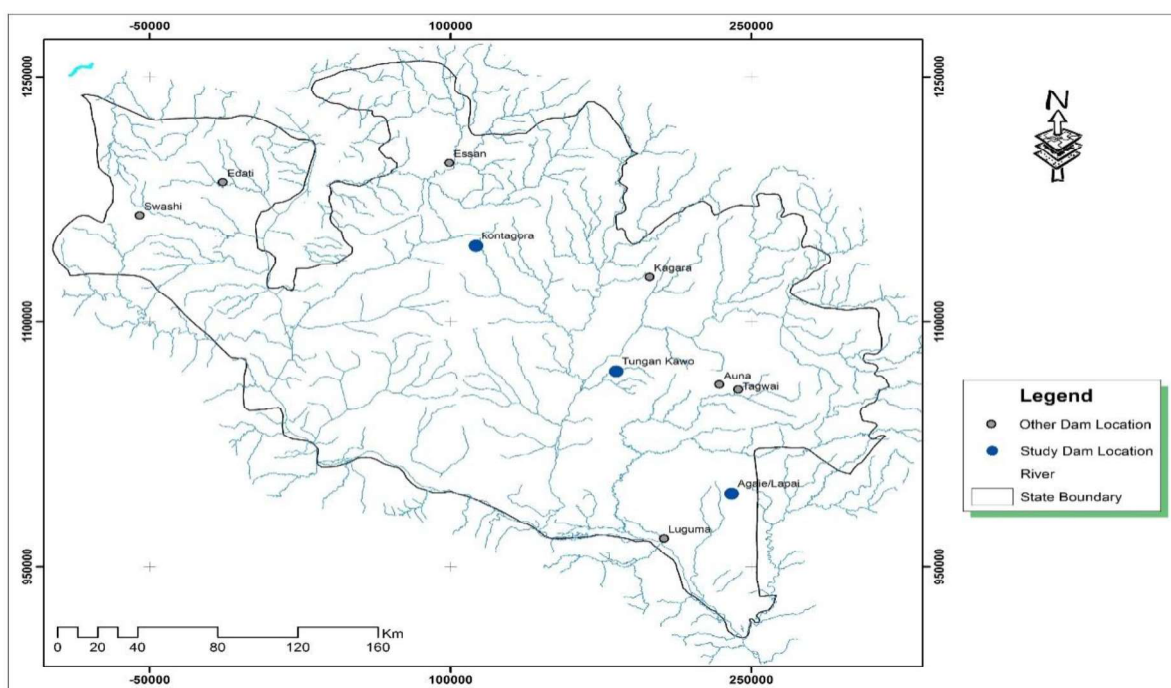 -50000 100000 250000
1250000 1250000
N
Essan
Edati
Swashi
Kontagora
Kagara
1100000 1100000
Tungan Kawo
Auna
Tagwai
Legend
Other Dam Location
Study Dam Location
River
State Boundary
Agaie/Lapai
Luguma
950000 950000
Km
0 20 40 80 120 160
-50000 100000 250000